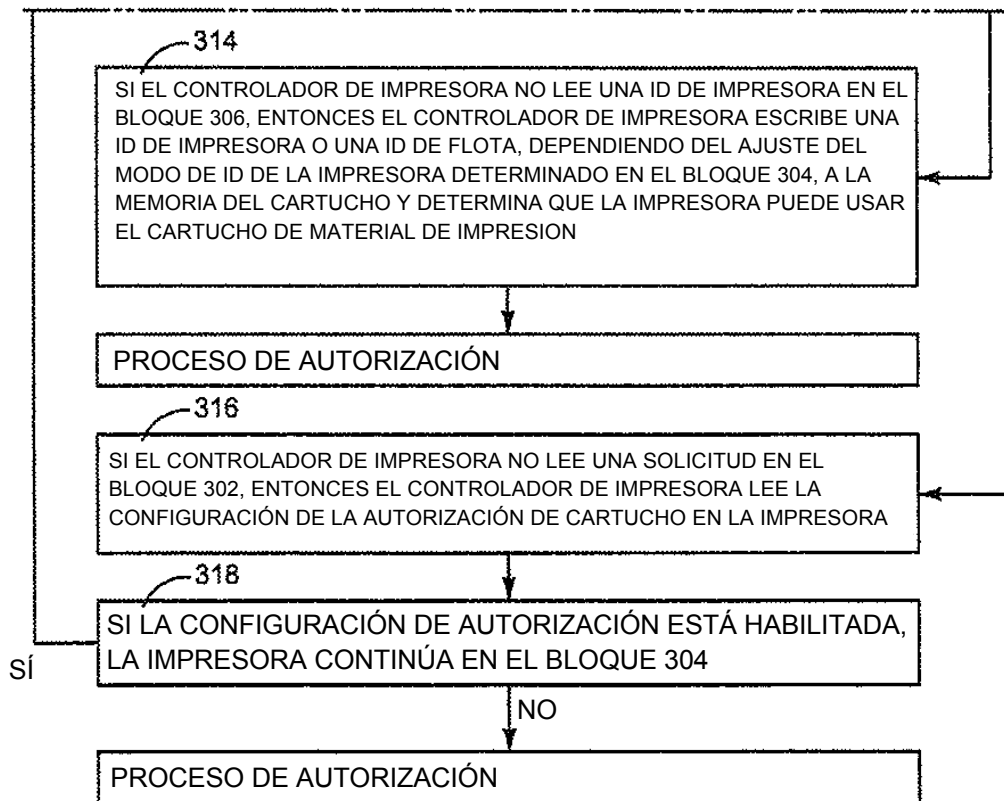 314
SI EL CONTROLADOR DE IMPRESORA NO LEE UNA ID DE IMPRESORA EN EL
BLOQUE 306, ENTONCES EL CONTROLADOR DE IMPRESORA ESCRIBE UNA
ID DE IMPRESORA O UNA ID DE FLOTA, DEPENDIENDO DEL AJUSTE DEL
MODO DE ID DE LA IMPRESORA DETERMINADO EN EL BLOQUE 304, A LA
MEMORIA DEL CARTUCHO Y DETERMINA QUE LA IMPRESORA PUEDE USAR
EL CARTUCHO DE MATERIAL DE IMPRESION
PROCESO DE AUTORIZACIÓN
316
SI EL CONTROLADOR DE IMPRESORA NO LEE UNA SOLICITUD EN EL
BLOQUE 302, ENTONCES EL CONTROLADOR DE IMPRESORA LEE LA
CONFIGURACIÓN DE LA AUTORIZACIÓN DE CARTUCHO EN LA IMPRESORA
318
SI LA CONFIGURACIÓN DE AUTORIZACIÓN ESTÁ HABILITADA,
LA IMPRESORA CONTINÚA EN EL BLOQUE 304
SÍ
NO
PROCESO DE AUTORIZACIÓN